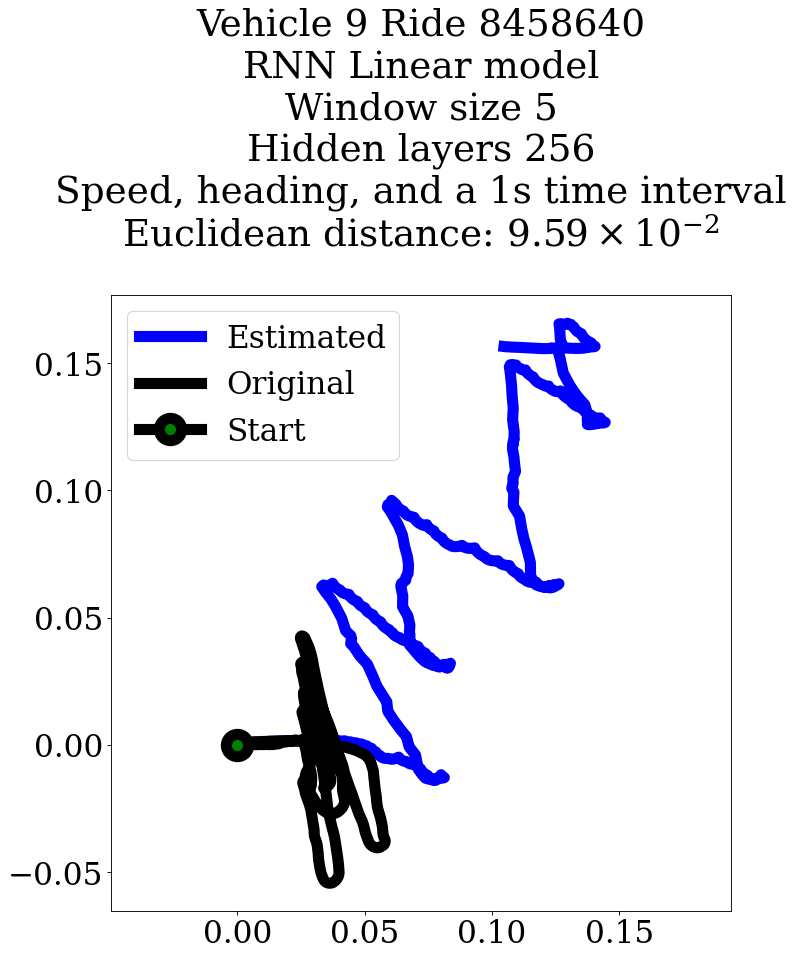 Vehicle 9 Ride 8458640
RNN Linear model
Window size 5
Hidden layers 256
Speed, heading, and a 1s time interval
Euclidean distance: 9.59 × 10⁻²
Estimated
Original
Start
0.15
0.10
0.05
0.00
−0.05
0.00 0.05 0.10 0.15